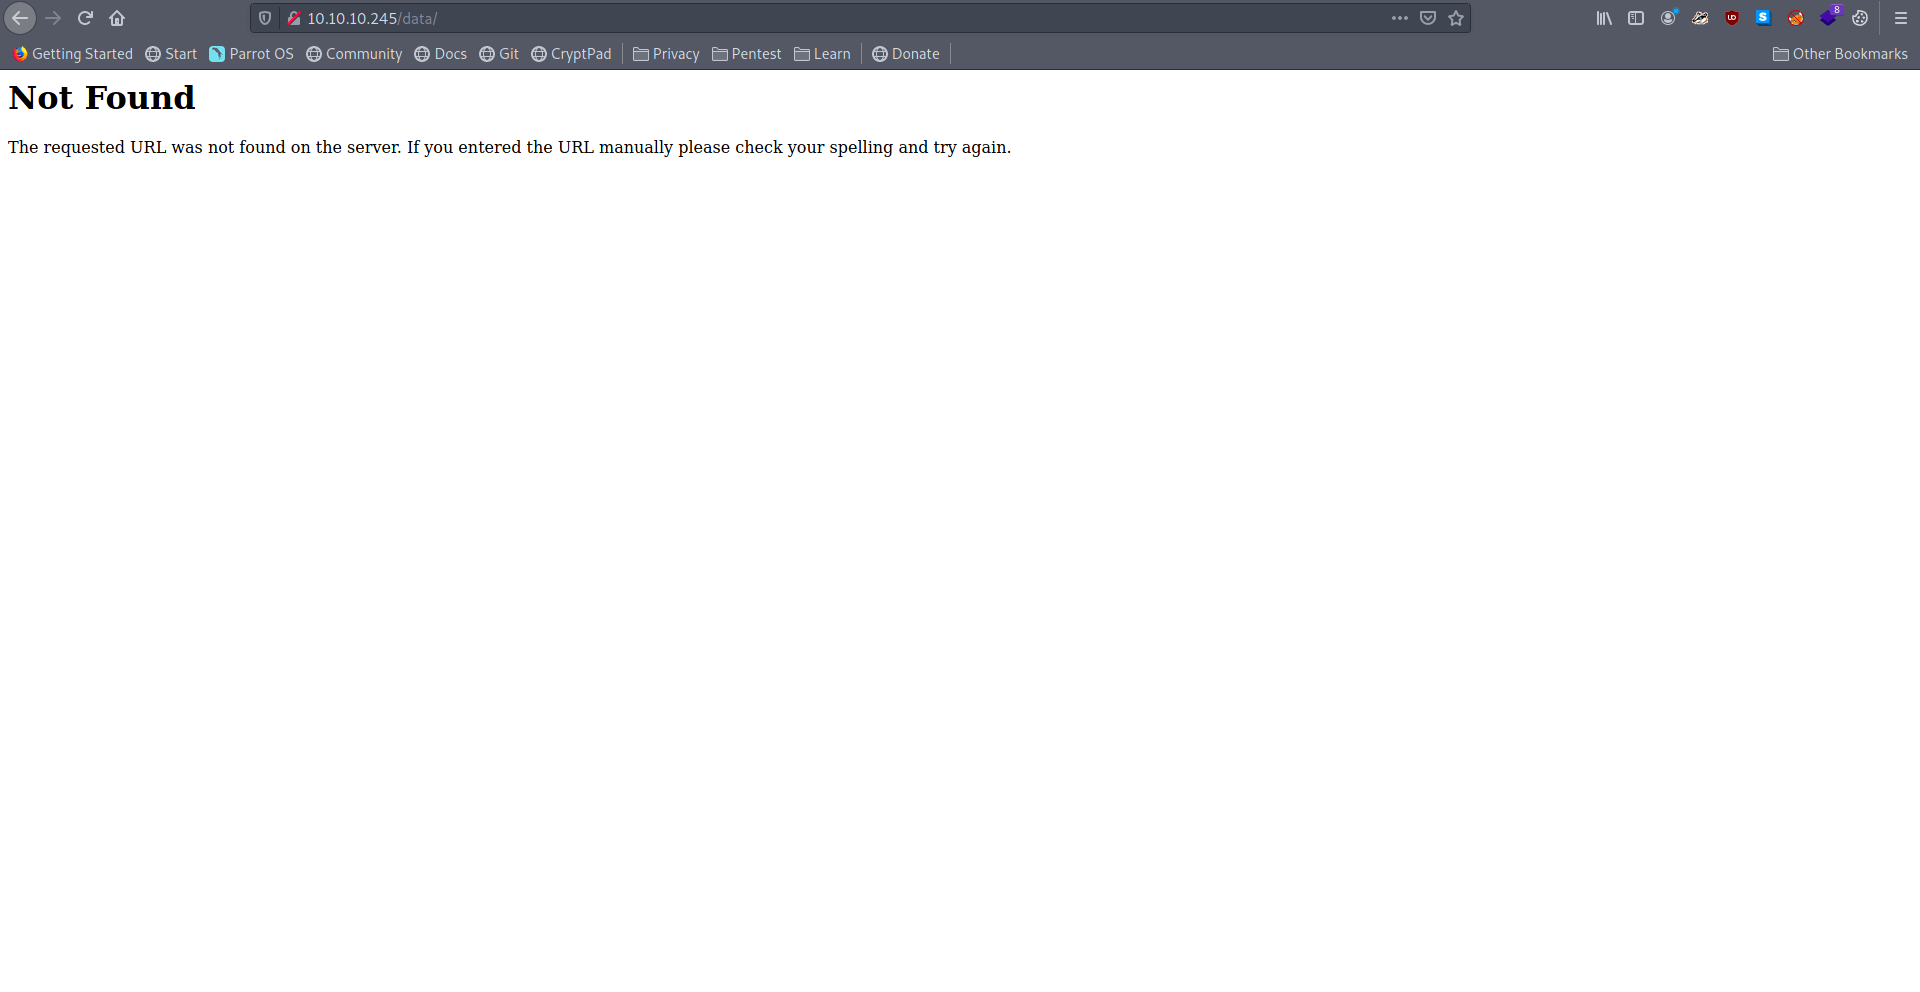 10.10.10.245/data/
8
Getting Started Start Parrot OS Community Docs Git CryptPad Privacy Pentest Learn Donate Other Bookmarks
Not Found
The requested URL was not found on the server. If you entered the URL manually please check your spelling and try again.